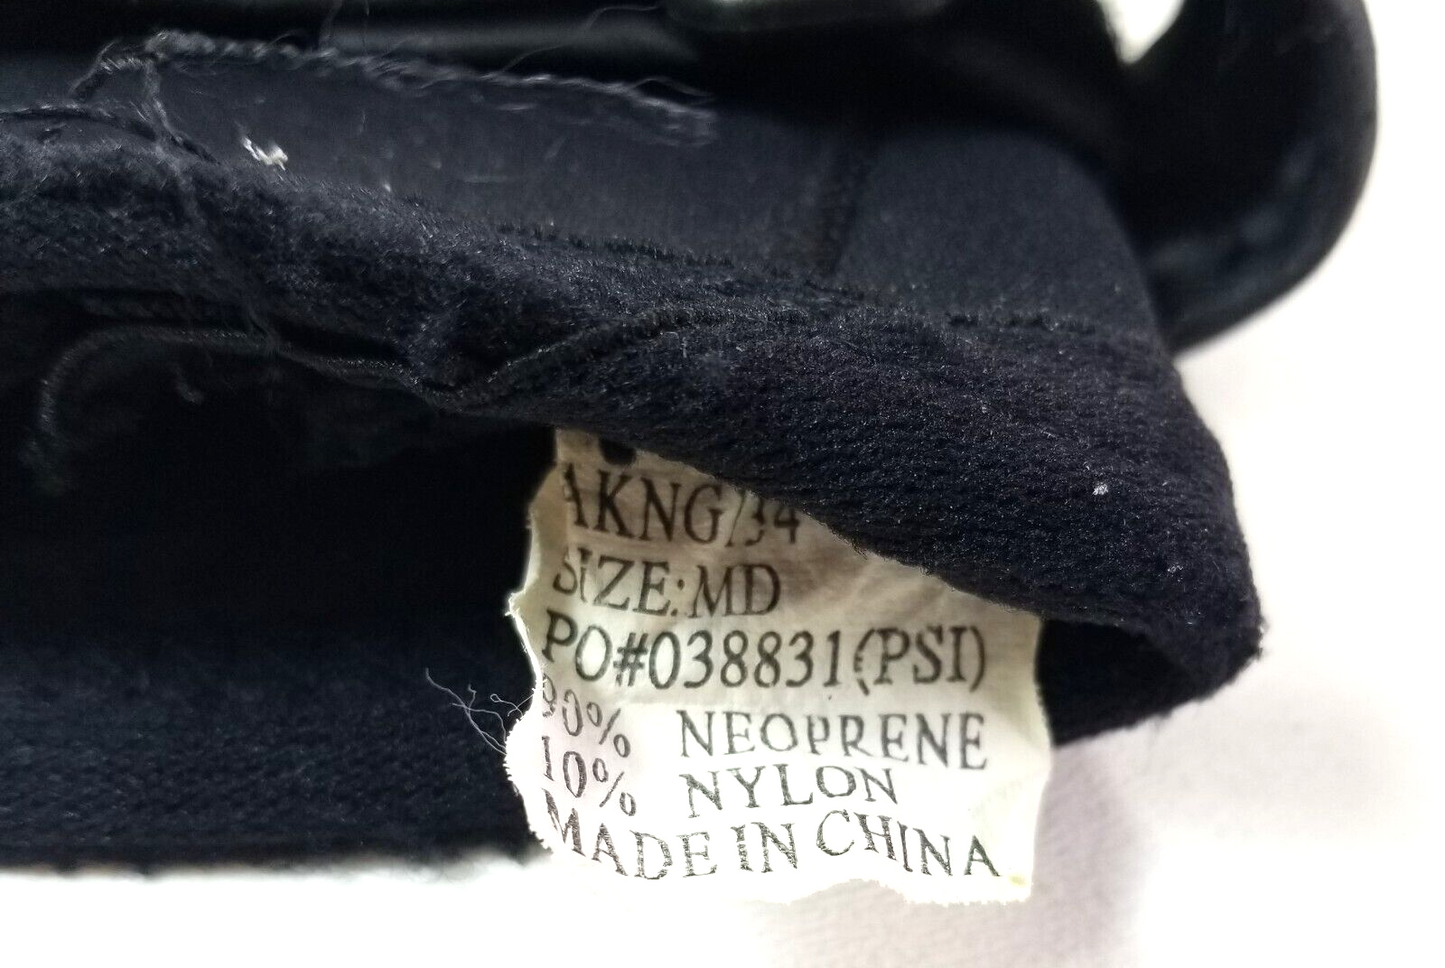 AKNG/34
SIZE:MD
PO#038831(PSI)
90% NEOPRENE
10% NYLON
MADE IN CHINA